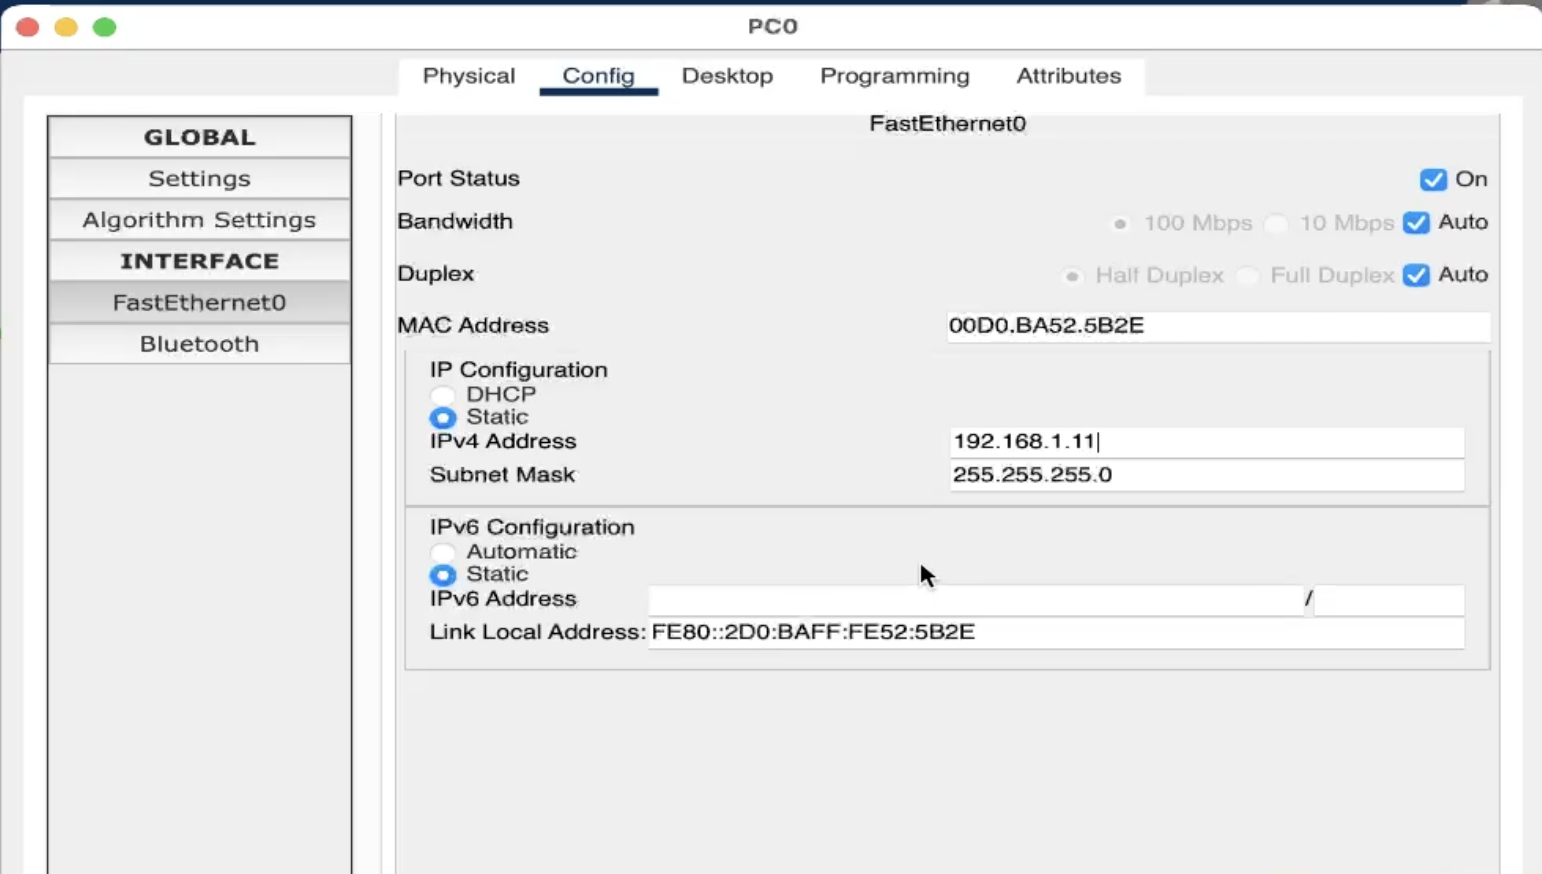 PC0
Physical Config Desktop Programming Attributes
GLOBAL
Settings
Algorithm Settings
INTERFACE
FastEthernet0
Bluetooth
FastEthernet0
Port Status On
Bandwidth 100 Mbps 10 Mbps Auto
Duplex Half Duplex Full Duplex Auto
MAC Address 00D0.BA52.5B2E
IP Configuration
DHCP
Static
IPv4 Address 192.168.1.11
Subnet Mask 255.255.255.0
IPv6 Configuration
Automatic
Static
IPv6 Address /
Link Local Address: FE80::2D0:BAFF:FE52:5B2E